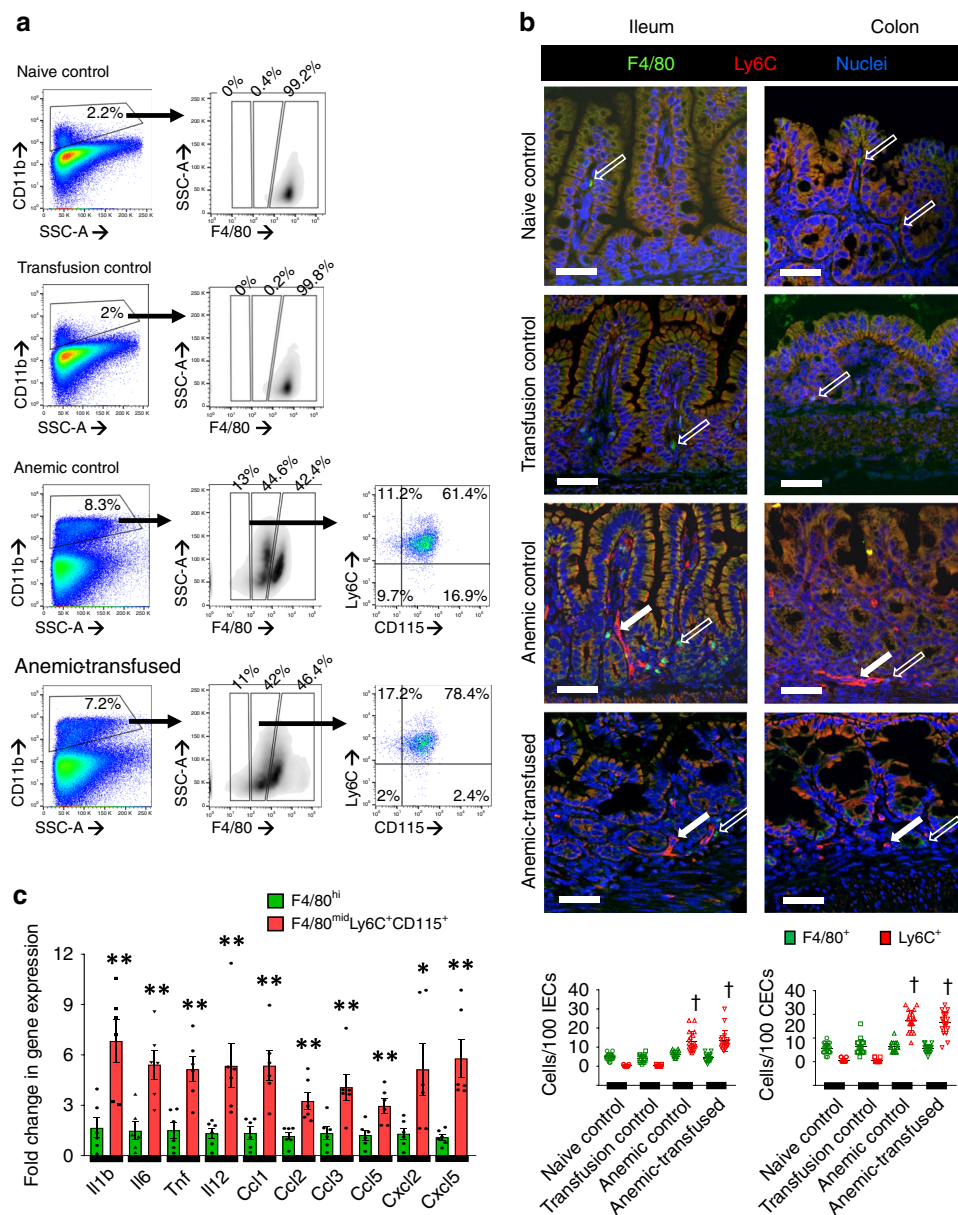 a
Naive control
2.2%
CD11b→
SSC-A →
0%
0.4%
99.2%
SSC-A→
F4/80 →
Transfusion control
2%
CD11b→
SSC-A →
0%
0.2%
99.8%
SSC-A→
F4/80 →
Anemic control
8.3%
CD11b→
SSC-A →
13%
44.6%
42.4%
SSC-A→
F4/80 →
11.2% 61.4%
9.7% 16.9%
Ly6C→
CD115→
Anemic-transfused
7.2%
CD11b→
SSC-A →
11%
42%
46.4%
SSC-A→
F4/80 →
17.2% 78.4%
2% 2.4%
Ly6C→
CD115→
b
Ileum Colon
F4/80 Ly6C Nuclei
Naive control
Transfusion control
Anemic control
Anemic-transfused
F4/80+ Ly6C+
Cells/100 IECs
40
30
20
10
0
† †
Naive control
Transfusion control
Anemic control
Anemic-transfused
Cells/100 CECs
40
30
20
10
0
† †
Naive control
Transfusion control
Anemic control
Anemic-transfused
c
F4/80hi
F4/80midLy6C+CD115+
Fold change in gene expression
12
9
6
3
0
** ** ** ** ** ** ** ** * **
Il1b Il6 Tnf Il12 Ccl1 Ccl2 Ccl3 Ccl5 Cxcl2 Cxcl5